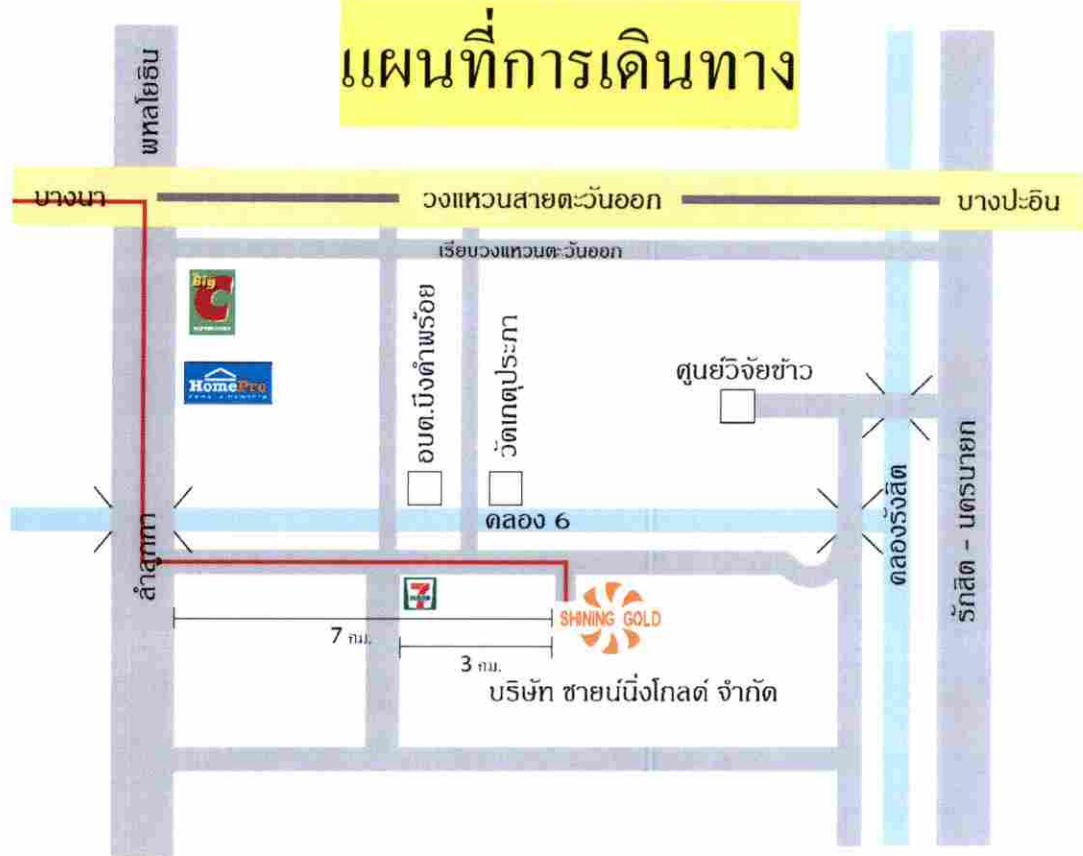 แผนที่การเดินทาง
พหลโยธิน
บางนา
วงแหวนสายตะวันออก
บางปะอิน
เรียบวงแหวนตะวันออก
Big
C
HomePro
อบต.บึงคำพร้อย
วัดเกตุประภา
ศูนย์วิจัยข้าว
คลอง 6
ลำลูกกา
คลองรังสิต
รังสิต - นครนายก
7
SHINING GOLD
7 กม.
3 กม.
บริษัท ชายน์นิ่งโกลด์ จำกัด